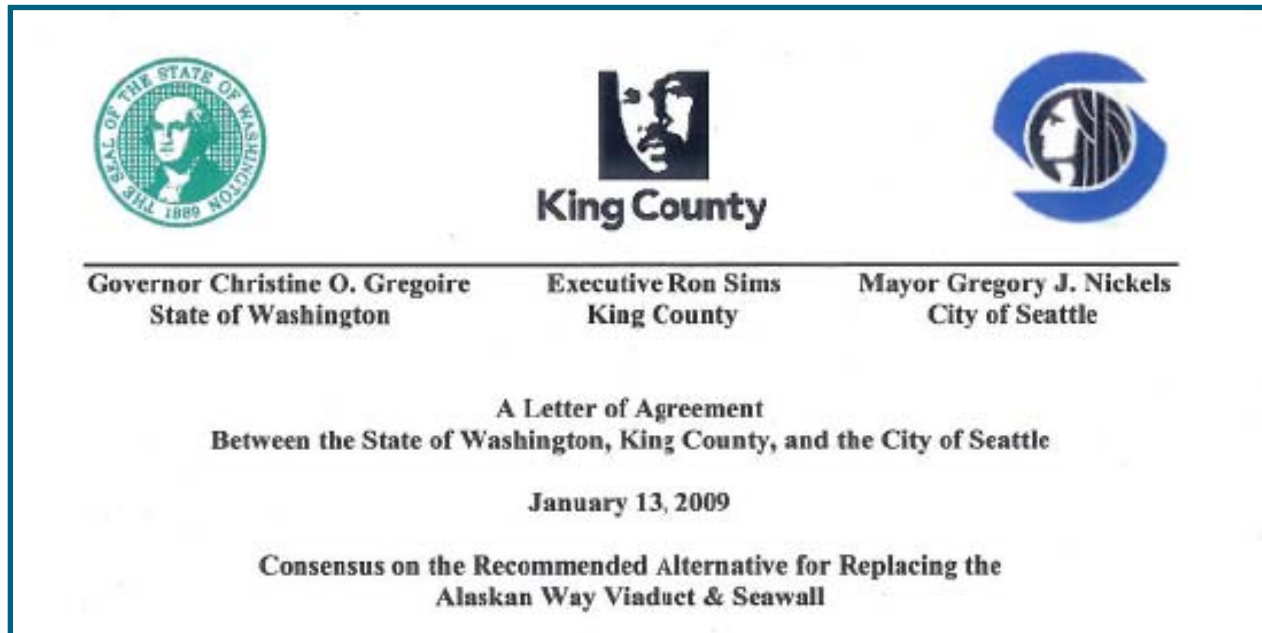 THE SEAL OF THE STATE OF WASHINGTON
1889
King County
Governor Christine O. Gregoire
State of Washington
Executive Ron Sims
King County
Mayor Gregory J. Nickels
City of Seattle
A Letter of Agreement
Between the State of Washington, King County, and the City of Seattle
January 13, 2009
Consensus on the Recommended Alternative for Replacing the
Alaskan Way Viaduct & Seawall